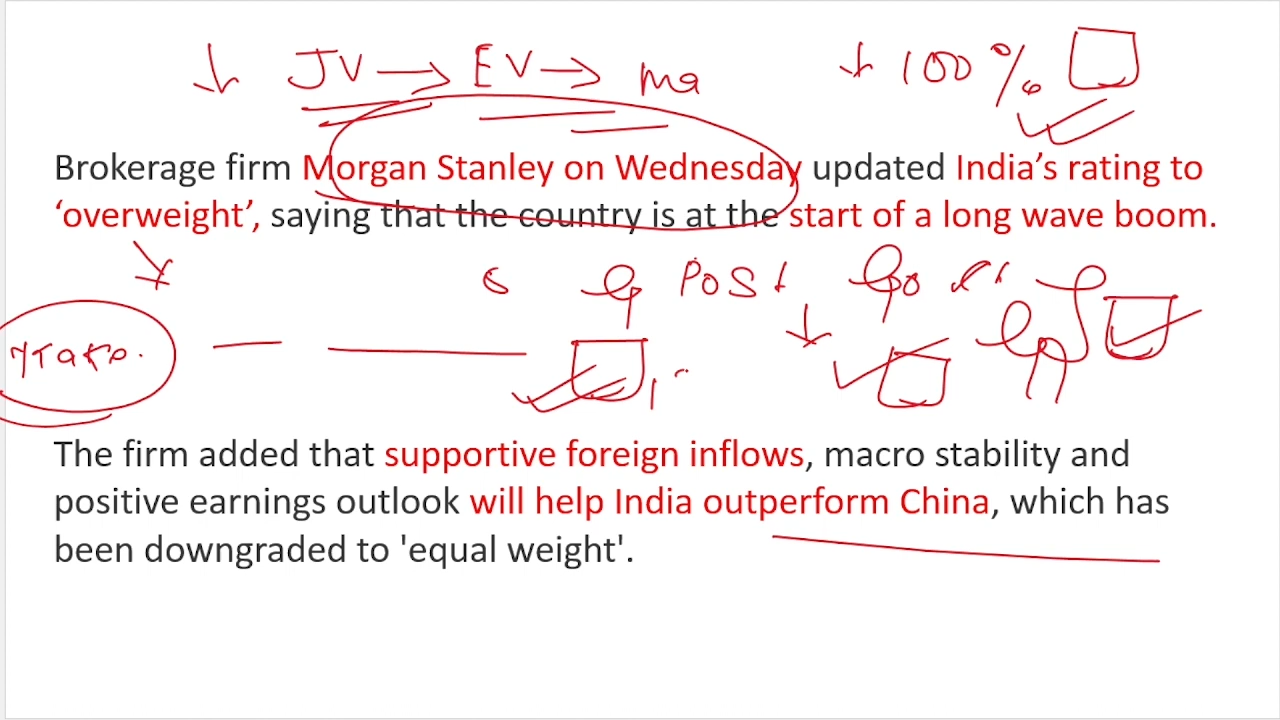 JV → EV → Ma ↓ 100%
Brokerage firm Morgan Stanley on Wednesday updated India’s rating to
‘overweight’, saying that the country is at the start of a long wave boom.
Post
The firm added that supportive foreign inflows, macro stability and
positive earnings outlook will help India outperform China, which has
been downgraded to 'equal weight'.